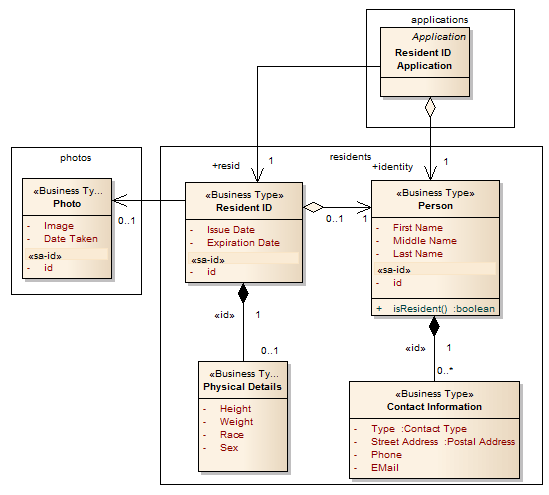 applications
Application
Resident ID
Application
+resid
1
residents
+identity
1
photos
«Business Ty...
Photo
- Image
- Date Taken
«sa-id»
- id
0..1
«Business Type»
Resident ID
- Issue Date
- Expiration Date
«sa-id»
- id
0..1
1
«Business Type»
Person
- First Name
- Middle Name
- Last Name
«sa-id»
- id
+ isResident() :boolean
«id»
1
0..1
«id»
1
0..*
«Business Ty...
Physical Details
- Height
- Weight
- Race
- Sex
«Business Type»
Contact Information
- Type :Contact Type
- Street Address :Postal Address
- Phone
- EMail